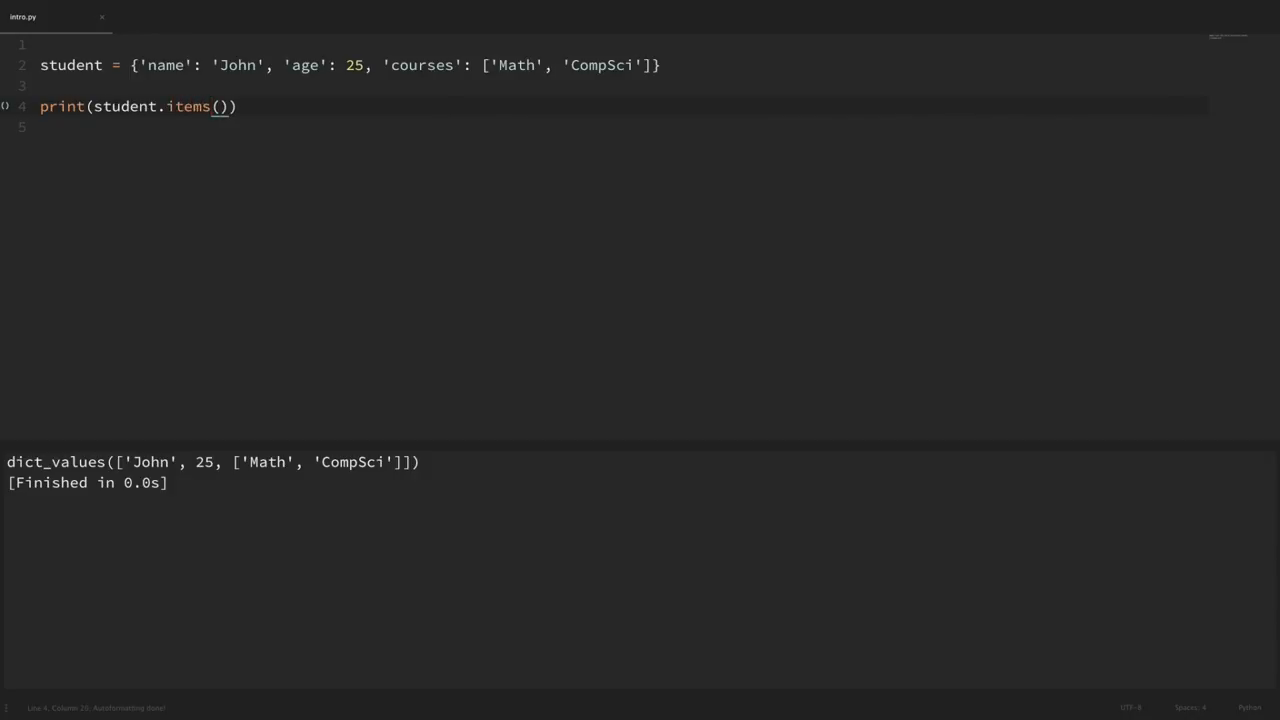 intro.py ×
1
2 student = {'name': 'John', 'age': 25, 'courses': ['Math', 'CompSci']}
3
() 4 print(student.items())
5
dict_values(['John', 25, ['Math', 'CompSci']])
[Finished in 0.0s]
Line 4, Column 25; Autoformatting done! UTF-8 Spaces: 4 Python